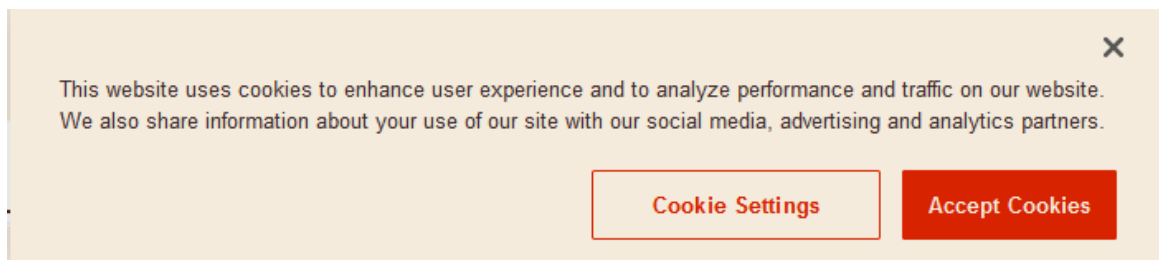 This website uses cookies to enhance user experience and to analyze performance and traffic on our website.
We also share information about your use of our site with our social media, advertising and analytics partners.
Cookie Settings
Accept Cookies